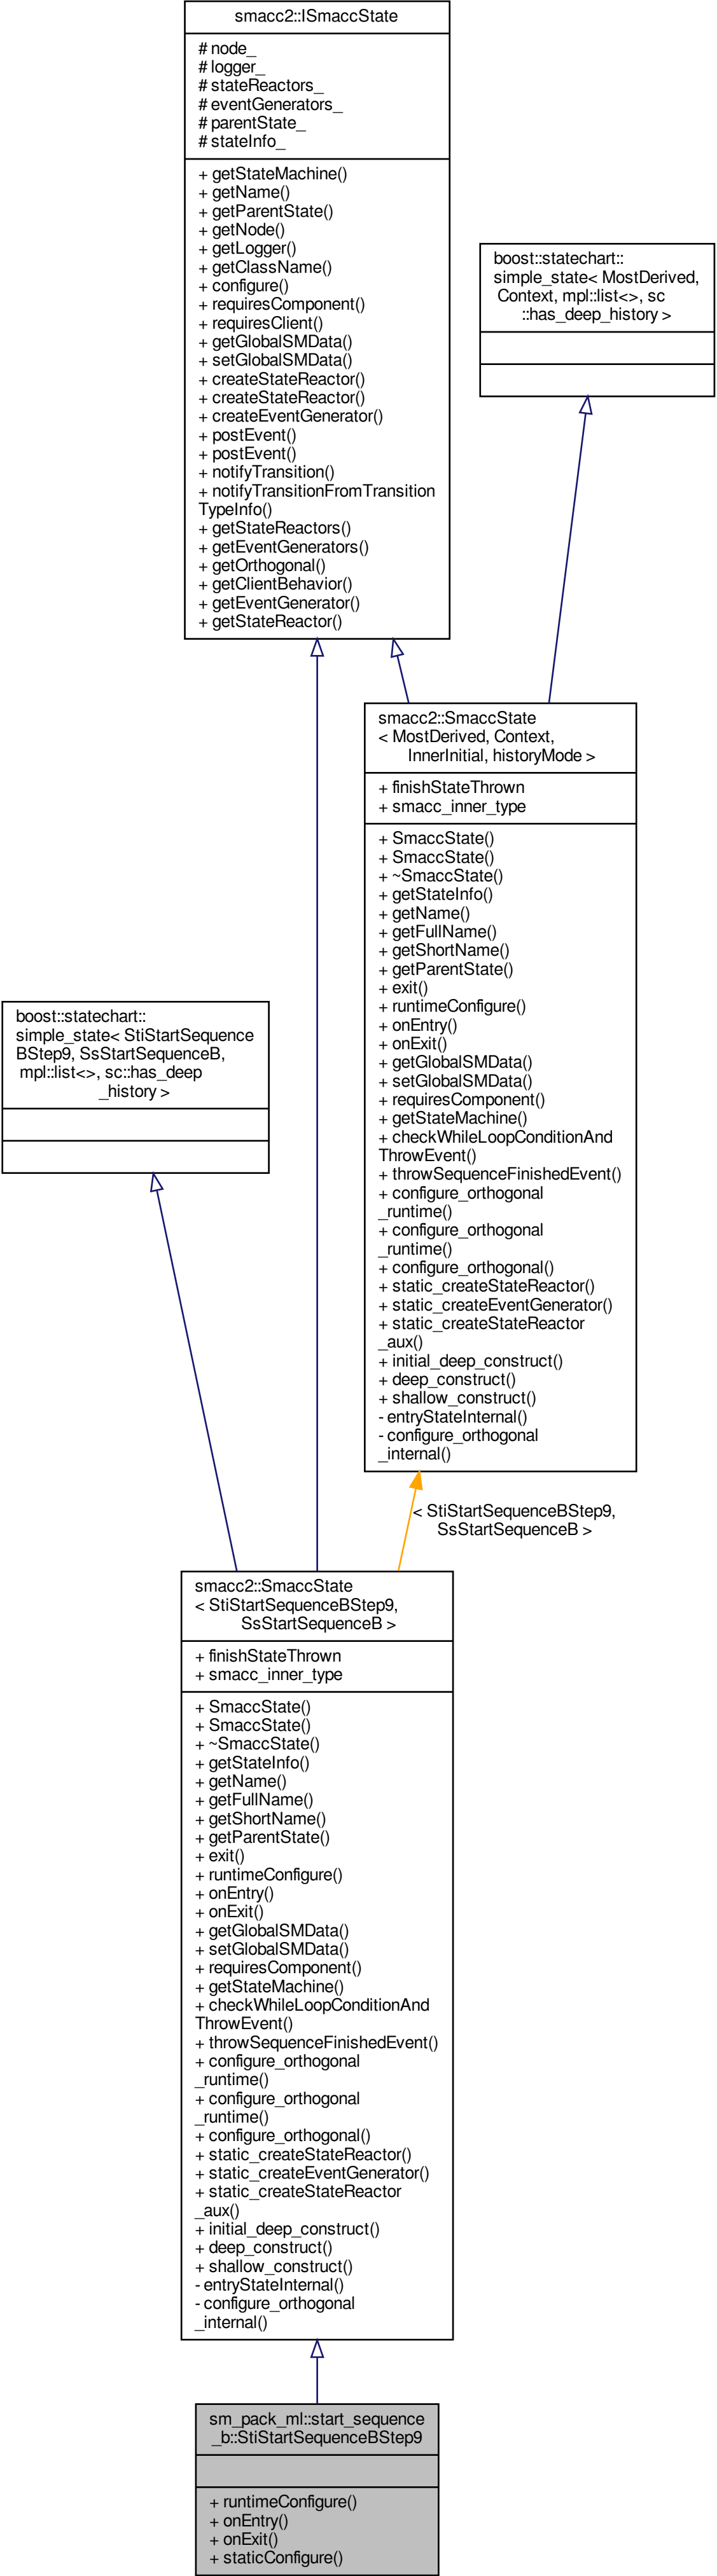 smacc2::ISmaccState
# node_
# logger_
# stateReactors_
# eventGenerators_
# parentState_
# stateInfo_
+ getStateMachine()
+ getName()
+ getParentState()
+ getNode()
+ getLogger()
+ getClassName()
+ configure()
+ requiresComponent()
+ requiresClient()
+ getGlobalSMData()
+ setGlobalSMData()
+ createStateReactor()
+ createStateReactor()
+ createEventGenerator()
+ postEvent()
+ postEvent()
+ notifyTransition()
+ notifyTransitionFromTransition
TypeInfo()
+ getStateReactors()
+ getEventGenerators()
+ getOrthogonal()
+ getClientBehavior()
+ getEventGenerator()
+ getStateReactor()
boost::statechart::
simple_state< MostDerived,
Context, mpl::list<>, sc
::has_deep_history >
smacc2::SmaccState
< MostDerived, Context,
InnerInitial, historyMode >
+ finishStateThrown
+ smacc_inner_type
+ SmaccState()
+ SmaccState()
+ ~SmaccState()
+ getStateInfo()
+ getName()
+ getFullName()
+ getShortName()
+ getParentState()
+ exit()
+ runtimeConfigure()
+ onEntry()
+ onExit()
+ getGlobalSMData()
+ setGlobalSMData()
+ requiresComponent()
+ getStateMachine()
+ checkWhileLoopConditionAnd
ThrowEvent()
+ throwSequenceFinishedEvent()
+ configure_orthogonal
_runtime()
+ configure_orthogonal
_runtime()
+ configure_orthogonal()
+ static_createStateReactor()
+ static_createEventGenerator()
+ static_createStateReactor
_aux()
+ initial_deep_construct()
+ deep_construct()
+ shallow_construct()
- entryStateInternal()
- configure_orthogonal
_internal()
boost::statechart::
simple_state< StiStartSequence
BStep9, SsStartSequenceB,
mpl::list<>, sc::has_deep
_history >
< StiStartSequenceBStep9,
SsStartSequenceB >
smacc2::SmaccState
< StiStartSequenceBStep9,
SsStartSequenceB >
+ finishStateThrown
+ smacc_inner_type
+ SmaccState()
+ SmaccState()
+ ~SmaccState()
+ getStateInfo()
+ getName()
+ getFullName()
+ getShortName()
+ getParentState()
+ exit()
+ runtimeConfigure()
+ onEntry()
+ onExit()
+ getGlobalSMData()
+ setGlobalSMData()
+ requiresComponent()
+ getStateMachine()
+ checkWhileLoopConditionAnd
ThrowEvent()
+ throwSequenceFinishedEvent()
+ configure_orthogonal
_runtime()
+ configure_orthogonal
_runtime()
+ configure_orthogonal()
+ static_createStateReactor()
+ static_createEventGenerator()
+ static_createStateReactor
_aux()
+ initial_deep_construct()
+ deep_construct()
+ shallow_construct()
- entryStateInternal()
- configure_orthogonal
_internal()
sm_pack_ml::start_sequence
_b::StiStartSequenceBStep9
+ runtimeConfigure()
+ onEntry()
+ onExit()
+ staticConfigure()